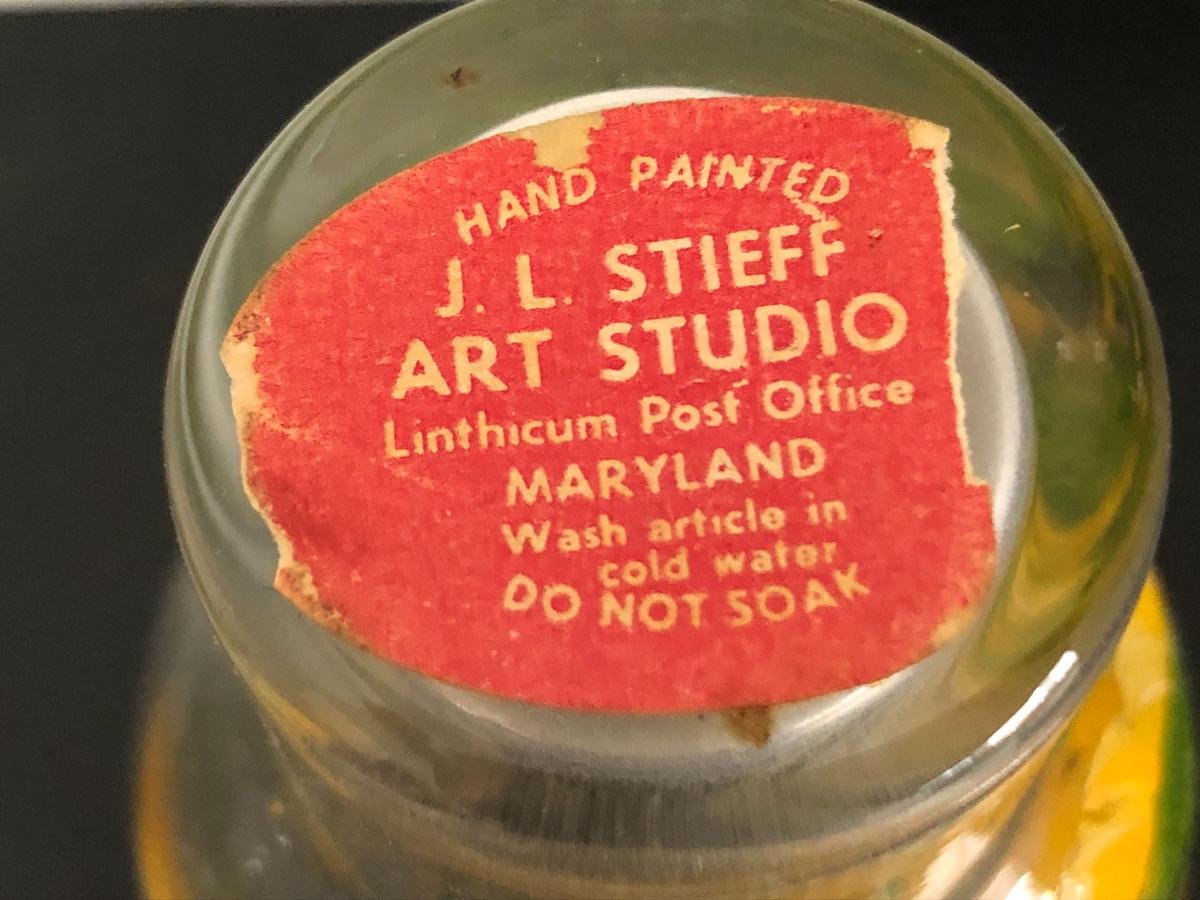 HAND PAINTED
J. L. STIEFF
ART STUDIO
Linthicum Post Office
MARYLAND
Wash article in
cold water
DO NOT SOAK